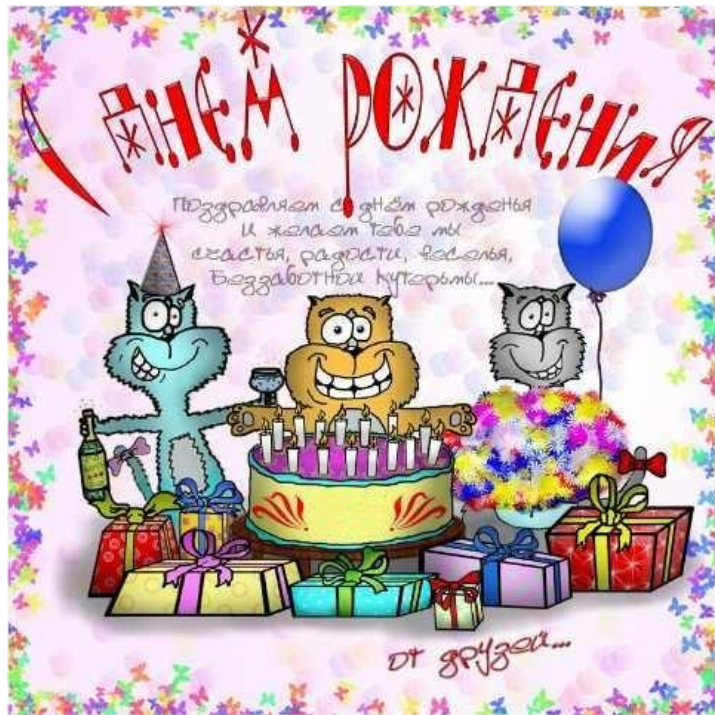 С ДНЁМ РОЖДЕНИЯ
Поздравляем с днём рожденья
И желаем тебе мы
счастья, радости, веселья,
Беззаботной кутерьмы...
от друзей...